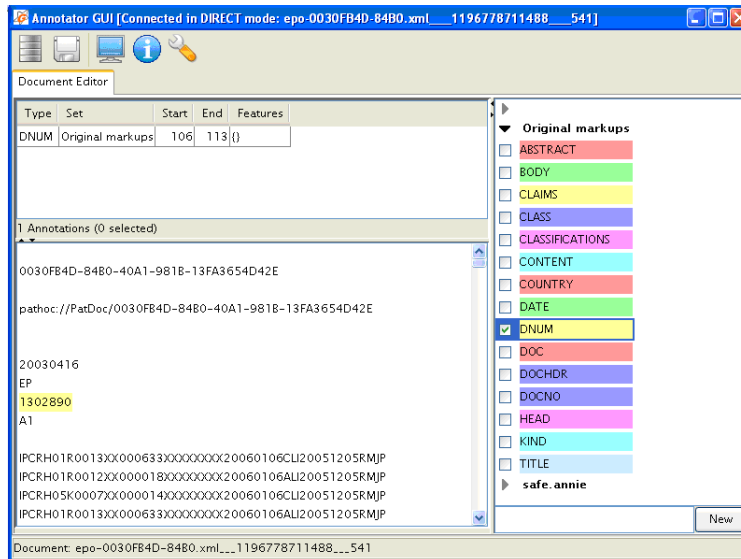 Annotator GUI [Connected in DIRECT mode: epo-0030FB4D-84B0.xml___1196778711488___541]
Document Editor
Type Set Start End Features
DNUM Original markups 106 113 {}
1 Annotations (0 selected)
0030FB4D-84B0-40A1-981B-13FA3654D42E
pathoc://PatDoc/0030FB4D-84B0-40A1-981B-13FA3654D42E
20030416
EP
1302890
A1
IPCRH01R0013XX000633XXXXXXXX20060106CLI20051205RMJP
IPCRH01R0012XX000018XXXXXXXX20060106ALI20051205RMJP
IPCRH05K0007XX000014XXXXXXXX20060106CLI20051205RMJP
IPCRH01R0013XX000633XXXXXXXX20060106ALI20051205RMJP
Original markups
ABSTRACT
BODY
CLAIMS
CLASS
CLASSIFICATIONS
CONTENT
COUNTRY
DATE
DNUM
DOC
DOCHDR
DOCNO
HEAD
KIND
TITLE
safe.annie
New
Document: epo-0030FB4D-84B0.xml___1196778711488___541